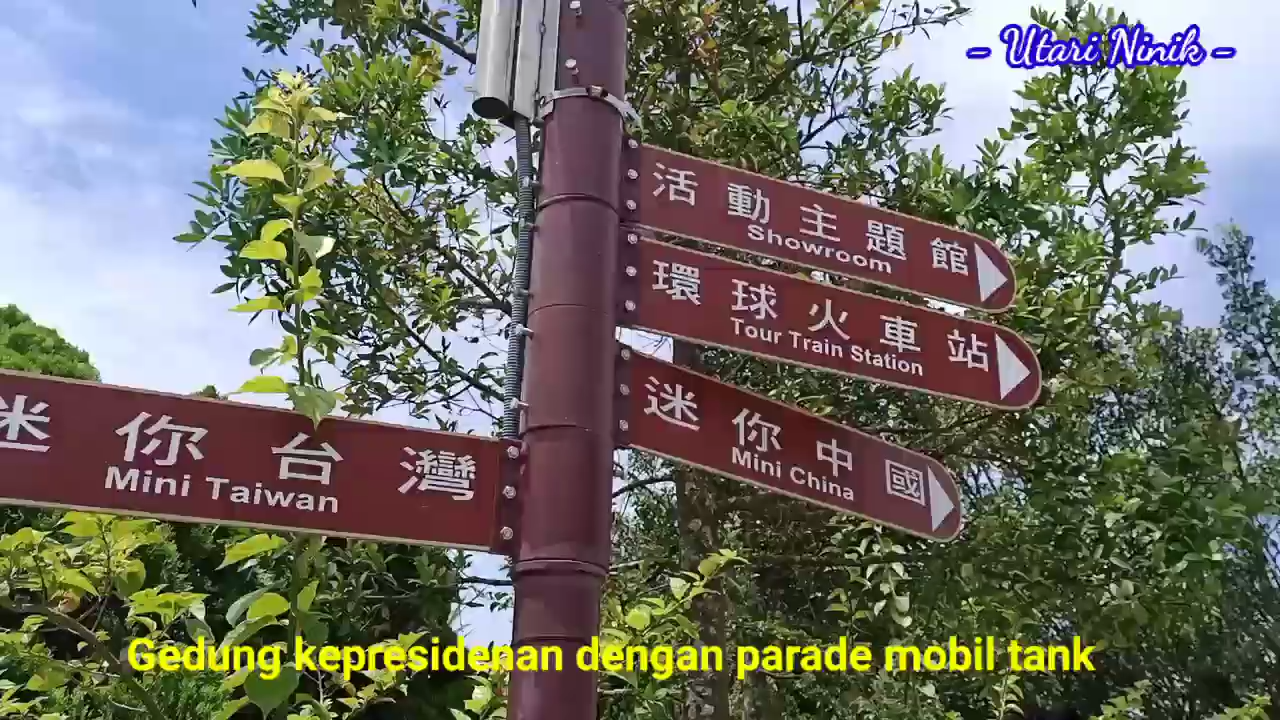 - Utari Ninik -
活動主題館
Showroom
環球火車站
Tour Train Station
迷你中國
Mini China
迷你台灣
Mini Taiwan
Gedung kepresidenan dengan parade mobil tank